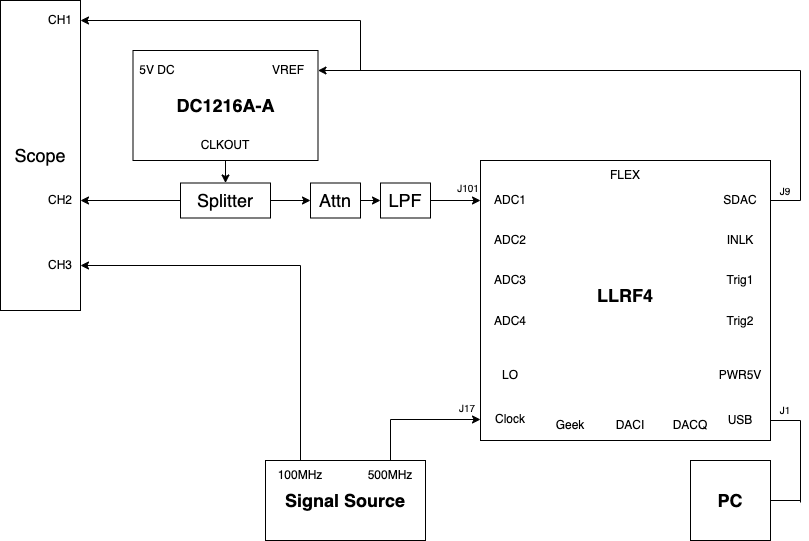 CH1
5V DC
VREF
DC1216A-A
CLKOUT
Scope
FLEX
CH2
Splitter
Attn
LPF
J101
ADC1
SDAC
J9
ADC2
INLK
CH3
ADC3
Trig1
LLRF4
ADC4
Trig2
LO
PWR5V
J17
Clock
Geek
DACI
DACQ
USB
J1
100MHz
500MHz
Signal Source
PC